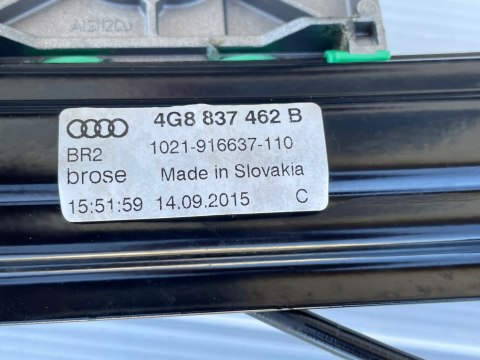 4G8 837 462 B
BR2 1021-916637-110
brose Made in Slovakia
15:51:59 14.09.2015 C